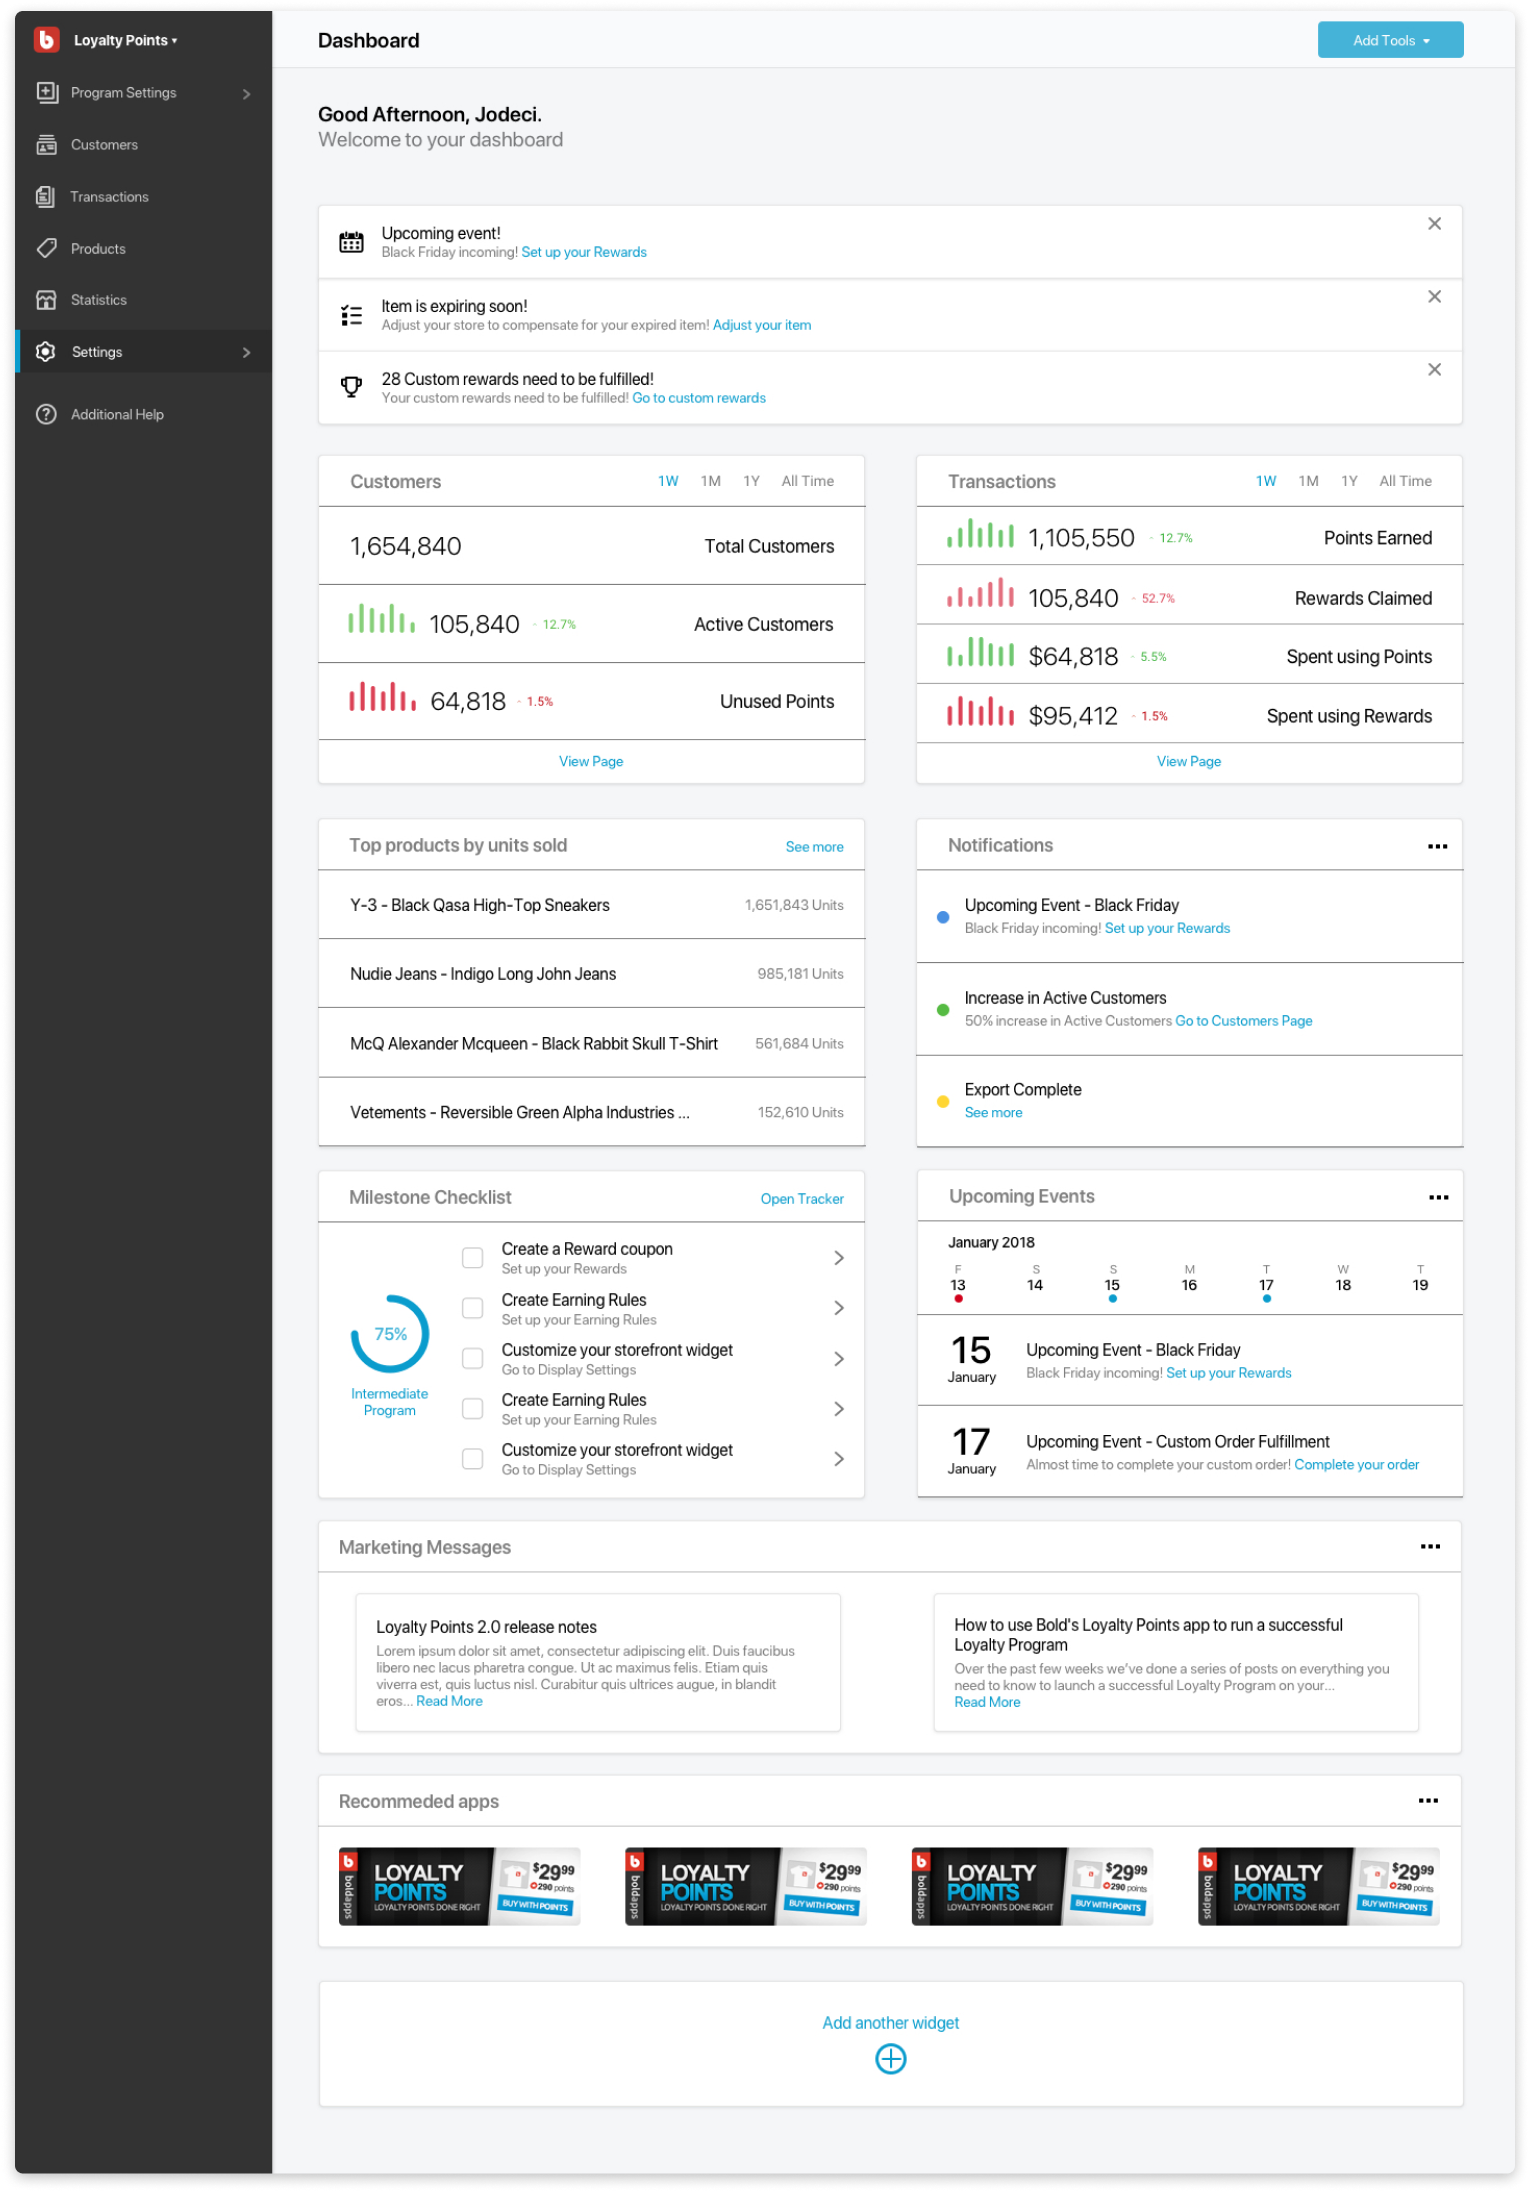 Loyalty Points
Program Settings
Customers
Transactions
Products
Statistics
Settings
Additional Help
Dashboard
Add Tools
Good Afternoon, Jodeci.
Welcome to your dashboard
Upcoming event!
Black Friday incoming! Set up your Rewards
Item is expiring soon!
Adjust your store to compensate for your expired item! Adjust your item
28 Custom rewards need to be fulfilled!
Your custom rewards need to be fulfilled! Go to custom rewards
Customers 1W 1M 1Y All Time
1,654,840 Total Customers
105,840 12.7% Active Customers
64,818 1.5% Unused Points
View Page
Transactions 1W 1M 1Y All Time
1,105,550 12.7% Points Earned
105,840 52.7% Rewards Claimed
$64,818 5.5% Spent using Points
$95,412 1.5% Spent using Rewards
View Page
Top products by units sold See more
Y-3 - Black Qasa High-Top Sneakers 1,651,843 Units
Nudie Jeans - Indigo Long John Jeans 985,181 Units
McQ Alexander Mcqueen - Black Rabbit Skull T-Shirt 561,684 Units
Vetements - Reversible Green Alpha Industries ... 152,610 Units
Notifications
Upcoming Event - Black Friday
Black Friday incoming! Set up your Rewards
Increase in Active Customers
50% increase in Active Customers Go to Customers Page
Export Complete
See more
Milestone Checklist Open Tracker
75%
Intermediate
Program
Create a Reward coupon
Set up your Rewards
Create Earning Rules
Set up your Earning Rules
Customize your storefront widget
Go to Display Settings
Create Earning Rules
Set up your Earning Rules
Customize your storefront widget
Go to Display Settings
Upcoming Events
January 2018
F S S M T W T
13 14 15 16 17 18 19
15
January
Upcoming Event - Black Friday
Black Friday incoming! Set up your Rewards
17
January
Upcoming Event - Custom Order Fulfillment
Almost time to complete your custom order! Complete your order
Marketing Messages
Loyalty Points 2.0 release notes
Lorem ipsum dolor sit amet, consectetur adipiscing elit. Duis faucibus
libero nec lacus pharetra congue. Ut ac maximus felis. Etiam quis
viverra est, quis luctus nisl. Curabitur quis ultrices augue, in blandit
eros... Read More
How to use Bold's Loyalty Points app to run a successful
Loyalty Program
Over the past few weeks we've done a series of posts on everything you
need to know to launch a successful Loyalty Program on your...
Read More
Recommeded apps
b
boldapps
LOYALTY
POINTS
LOYALTY POINTS DONE RIGHT
$29.99
+290 points
BUY WITH POINTS
b
boldapps
LOYALTY
POINTS
LOYALTY POINTS DONE RIGHT
$29.99
+290 points
BUY WITH POINTS
b
boldapps
LOYALTY
POINTS
LOYALTY POINTS DONE RIGHT
$29.99
+290 points
BUY WITH POINTS
b
boldapps
LOYALTY
POINTS
LOYALTY POINTS DONE RIGHT
$29.99
+290 points
BUY WITH POINTS
Add another widget